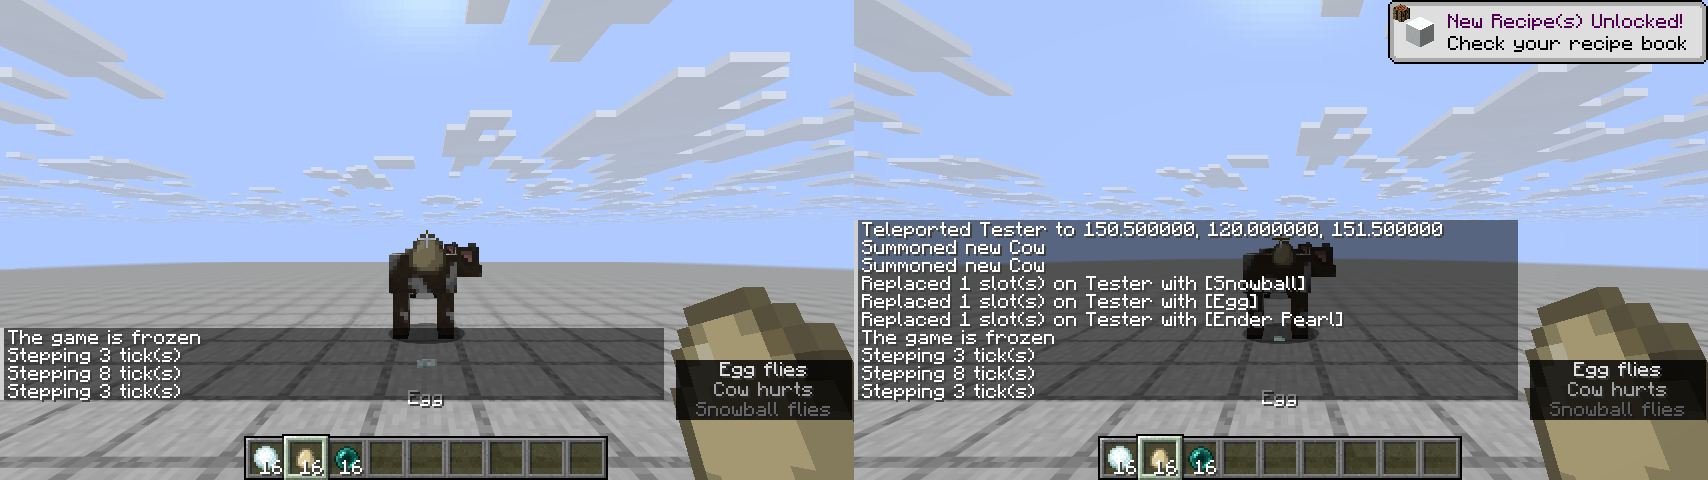 The game is frozen
Stepping 3 tick(s)
Stepping 8 tick(s)
Stepping 3 tick(s)
Egg
Egg flies
Cow hurts
Snowball flies
16
16
16
New Recipe(s) Unlocked!
Check your recipe book
Teleported Tester to 150.500000, 120.000000, 151.500000
Summoned new Cow
Summoned new Cow
Replaced 1 slot(s) on Tester with [Snowball]
Replaced 1 slot(s) on Tester with [Egg]
Replaced 1 slot(s) on Tester with [Ender Pearl]
The game is frozen
Stepping 3 tick(s)
Stepping 8 tick(s)
Stepping 3 tick(s)
Egg
Egg flies
Cow hurts
Snowball flies
16
16
16